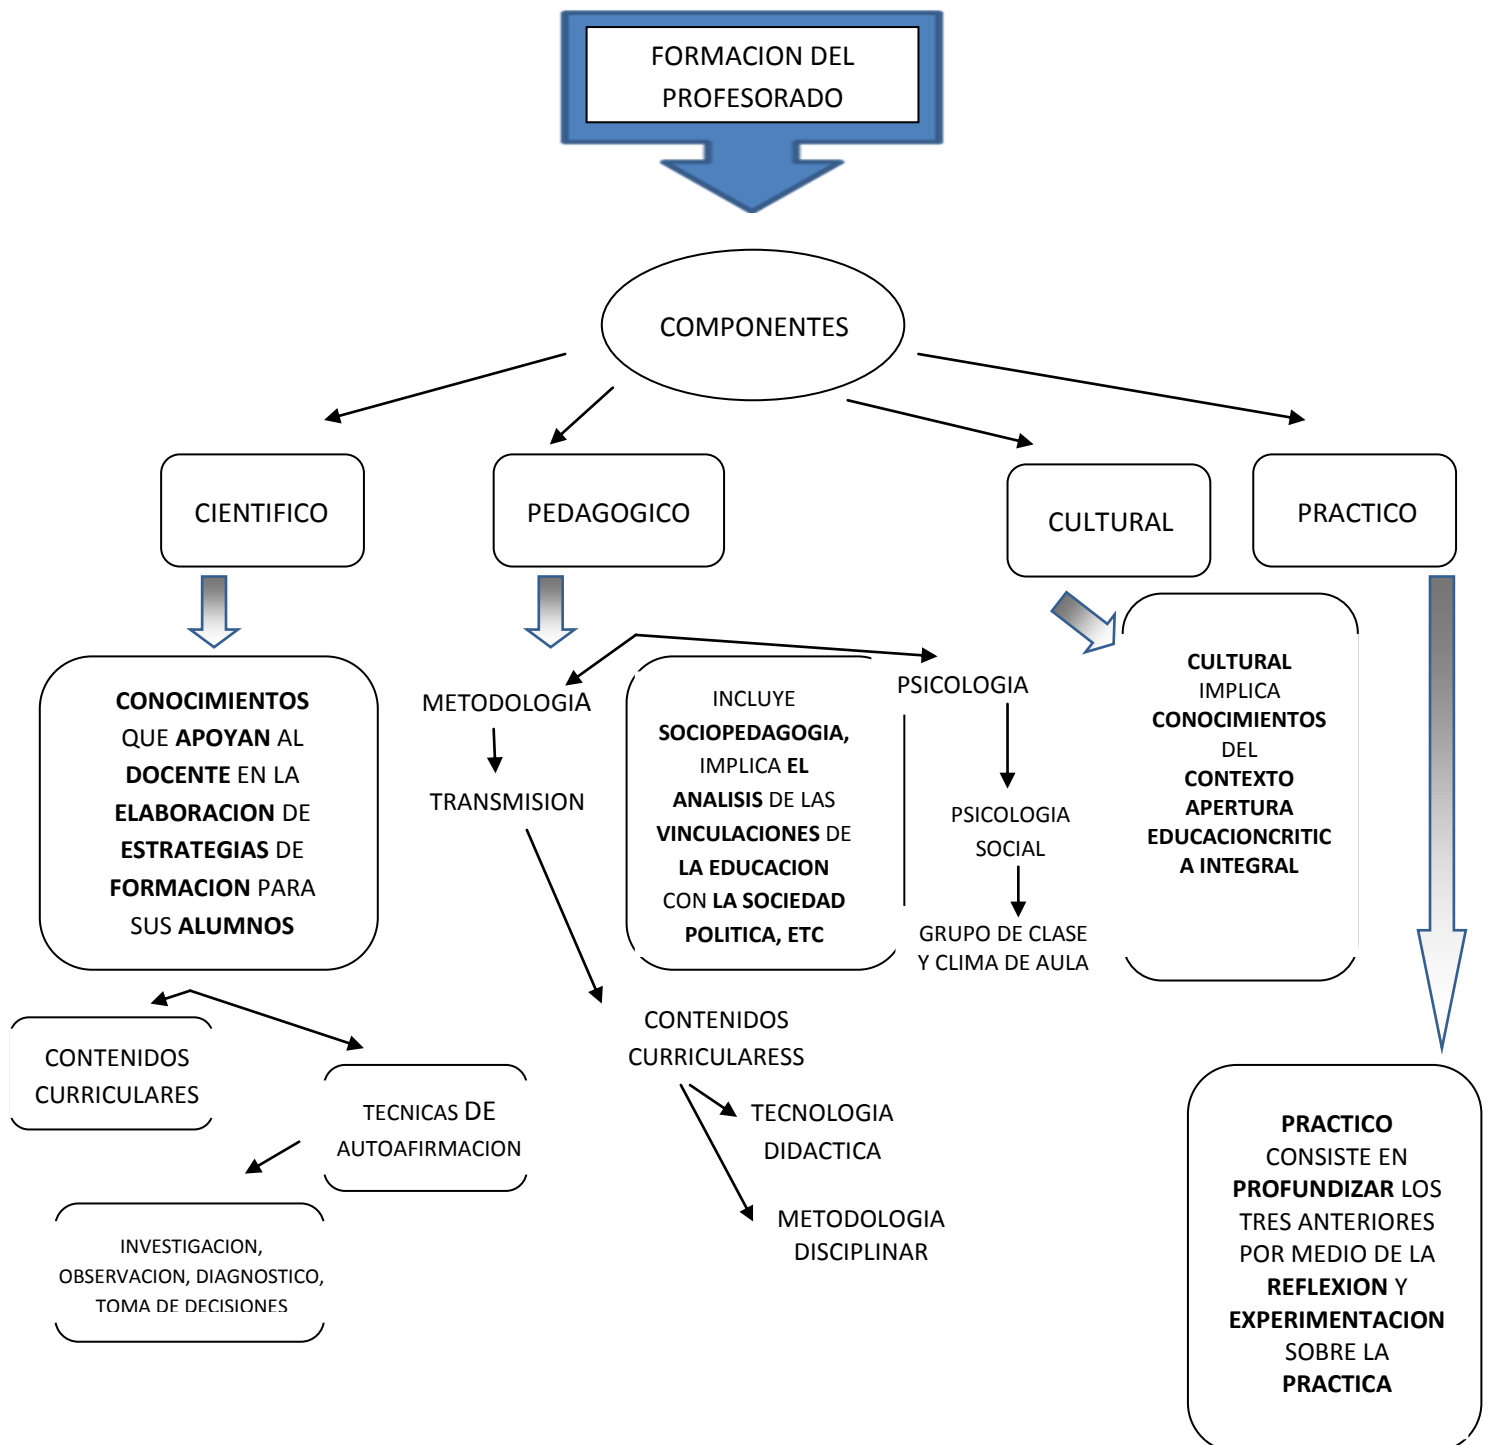 FORMACION DEL
PROFESORADO
COMPONENTES
CIENTIFICO
PEDAGOGICO
CULTURAL
PRACTICO
CONOCIMIENTOS
QUE APOYAN AL
DOCENTE EN LA
ELABORACION DE
ESTRATEGIAS DE
FORMACION PARA
SUS ALUMNOS
CONTENIDOS
CURRICULARES
TECNICAS DE
AUTOAFIRMACION
INVESTIGACION,
OBSERVACION, DIAGNOSTICO,
TOMA DE DECISIONES
METODOLOGIA
TRANSMISION
CONTENIDOS
CURRICULARESS
TECNOLOGIA
DIDACTICA
METODOLOGIA
DISCIPLINAR
INCLUYE
SOCIOPEDAGOGIA,
IMPLICA EL
ANALISIS DE LAS
VINCULACIONES DE
LA EDUCACION
CON LA SOCIEDAD
POLITICA, ETC
PSICOLOGIA
PSICOLOGIA
SOCIAL
GRUPO DE CLASE
Y CLIMA DE AULA
CULTURAL
IMPLICA
CONOCIMIENTOS
DEL
CONTEXTO
APERTURA
EDUCACIONCRITIC
A INTEGRAL
PRACTICO
CONSISTE EN
PROFUNDIZAR LOS
TRES ANTERIORES
POR MEDIO DE LA
REFLEXION Y
EXPERIMENTACION
SOBRE LA
PRACTICA